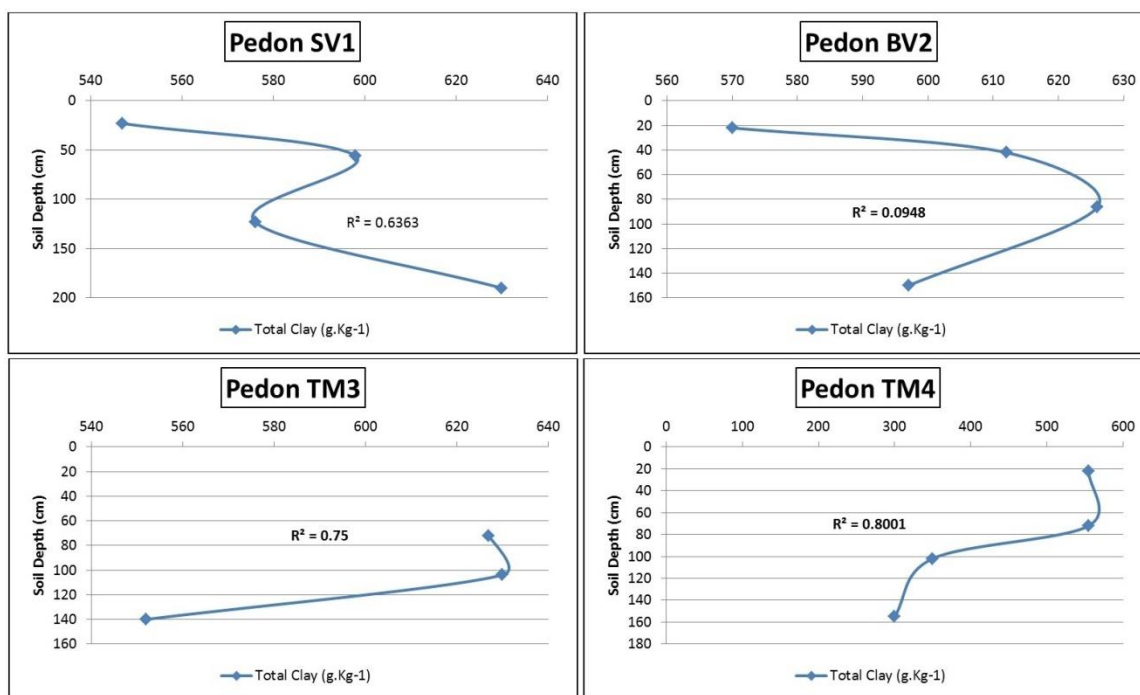 Pedon SV1
540 560 580 600 620 640
0
50
100
150
200
Soil Depth (cm)
R² = 0.6363
Total Clay (g.Kg-1)
Pedon BV2
560 570 580 590 600 610 620 630
0
20
40
60
80
100
120
140
160
Soil Depth (cm)
R² = 0.0948
Total Clay (g.Kg-1)
Pedon TM3
540 560 580 600 620 640
0
20
40
60
80
100
120
140
160
Soil Depth (cm)
R² = 0.75
Total Clay (g.Kg-1)
Pedon TM4
0 100 200 300 400 500 600
0
20
40
60
80
100
120
140
160
180
Soil Depth (cm)
R² = 0.8001
Total Clay (g.Kg-1)